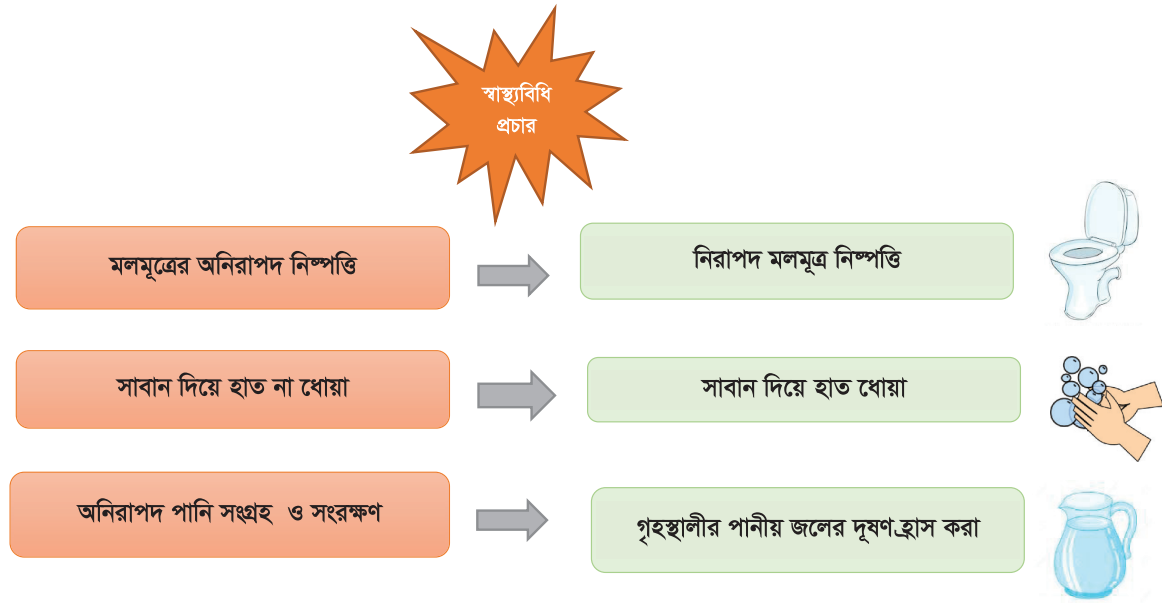 স্বাস্থ্যবিধি
প্রচার
মলমূত্রের অনিরাপদ নিষ্পত্তি
নিরাপদ মলমূত্র নিষ্পত্তি
সাবান দিয়ে হাত না ধোয়া
সাবান দিয়ে হাত ধোয়া
অনিরাপদ পানি সংগ্রহ ও সংরক্ষণ
গৃহস্থালীর পানীয় জলের দূষণ হ্রাস করা